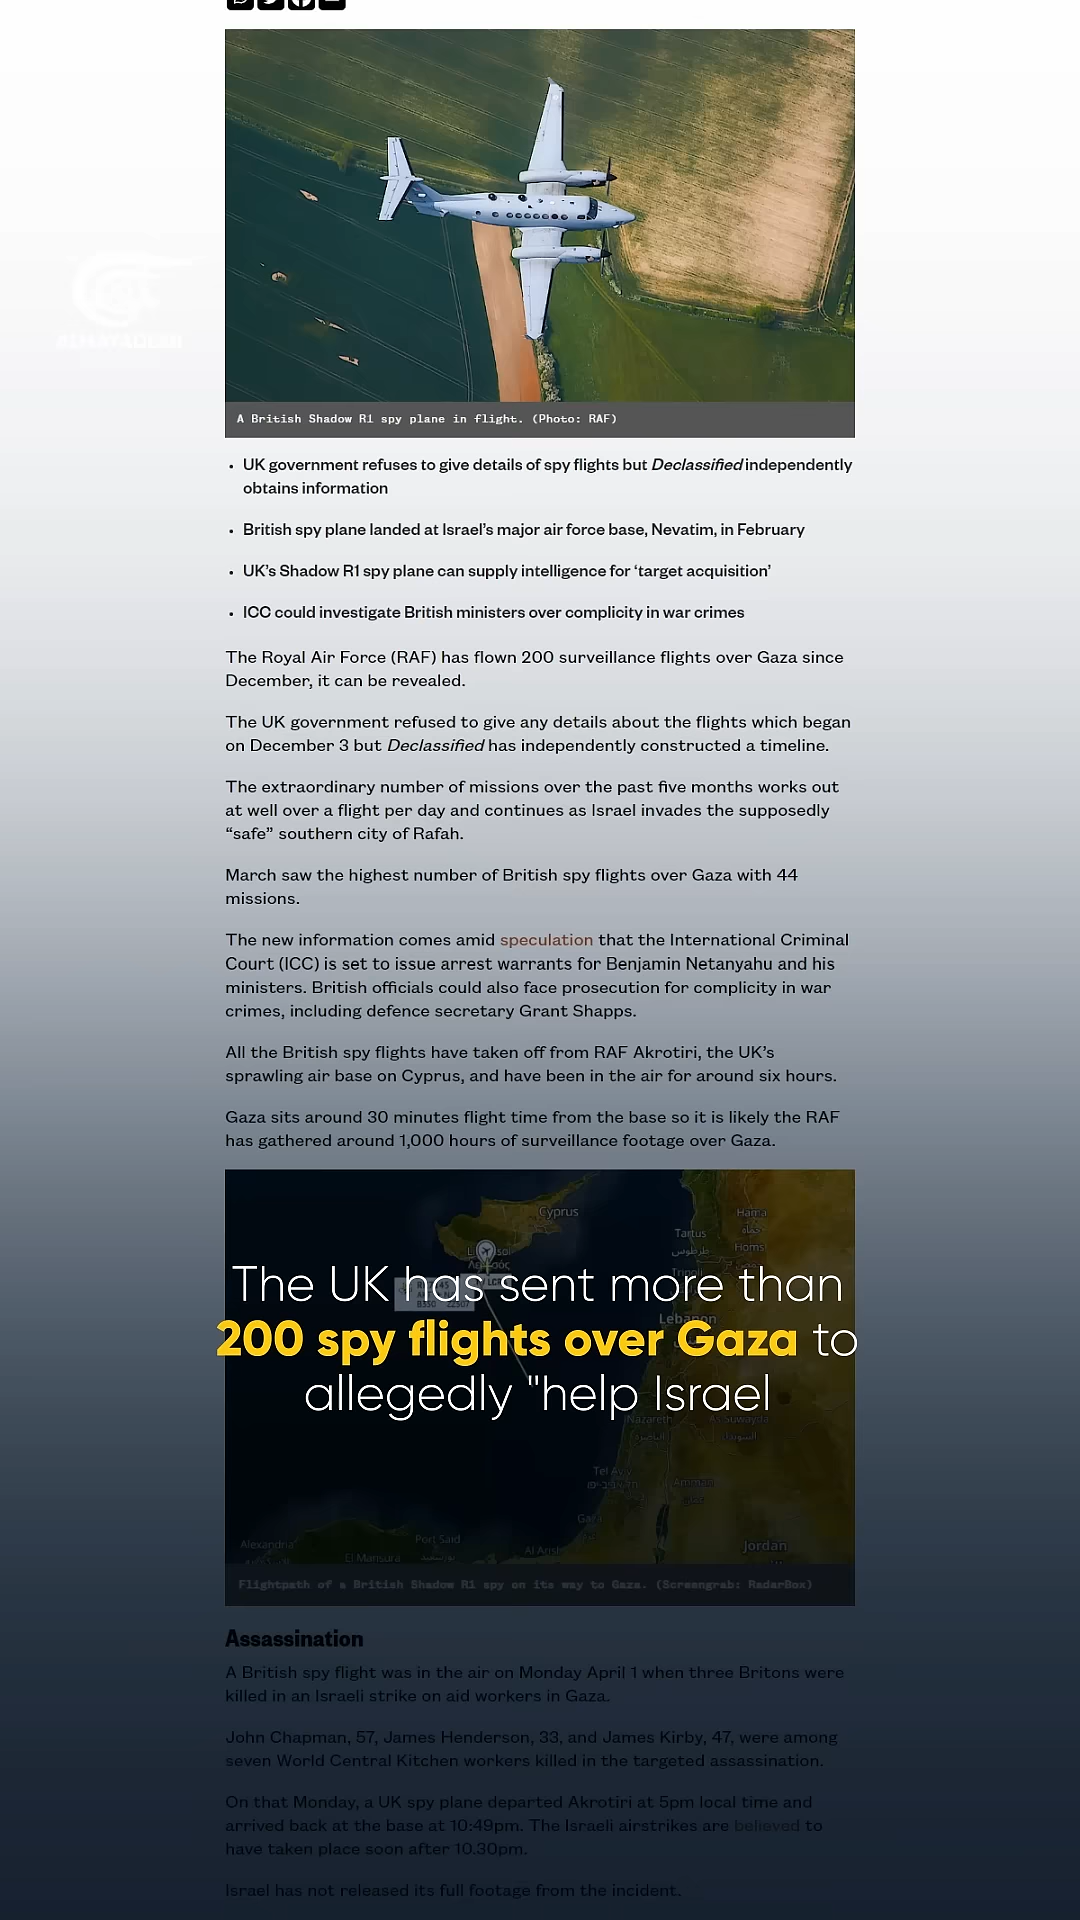 ALMAYADEEN
A British Shadow R1 spy plane in flight. (Photo: RAF)
• UK government refuses to give details of spy flights but Declassified independently
obtains information
• British spy plane landed at Israel’s major air force base, Nevatim, in February
• UK’s Shadow R1 spy plane can supply intelligence for ‘target acquisition’
• ICC could investigate British ministers over complicity in war crimes
The Royal Air Force (RAF) has flown 200 surveillance flights over Gaza since
December, it can be revealed.
The UK government refused to give any details about the flights which began
on December 3 but Declassified has independently constructed a timeline.
The extraordinary number of missions over the past five months works out
at well over a flight per day and continues as Israel invades the supposedly
“safe” southern city of Rafah.
March saw the highest number of British spy flights over Gaza with 44
missions.
The new information comes amid speculation that the International Criminal
Court (ICC) is set to issue arrest warrants for Benjamin Netanyahu and his
ministers. British officials could also face prosecution for complicity in war
crimes, including defence secretary Grant Shapps.
All the British spy flights have taken off from RAF Akrotiri, the UK’s
sprawling air base on Cyprus, and have been in the air for around six hours.
Gaza sits around 30 minutes flight time from the base so it is likely the RAF
has gathered around 1,000 hours of surveillance footage over Gaza.
Cyprus
Hama
حماة
Tartus
طرطوس
Homs
The UK has sent more than
Lebanon
200 spy flights over Gaza to
allegedly "help Israel
Nazareth
As Suwayda
السويداء
Tel Aviv
Amman
Gaza
Alexandria
Port Said
بورسعيد
El Mansura
Al Arish
Jordan
Flightpath of a British Shadow R1 spy on its way to Gaza. (Screengrab: RadarBox)
Assassination
A British spy flight was in the air on Monday April 1 when three Britons were
killed in an Israeli strike on aid workers in Gaza.
John Chapman, 57, James Henderson, 33, and James Kirby, 47, were among
seven World Central Kitchen workers killed in the targeted assassination.
On that Monday, a UK spy plane departed Akrotiri at 5pm local time and
arrived back at the base at 10:49pm. The Israeli airstrikes are believed to
have taken place soon after 10.30pm.
Israel has not released its full footage from the incident.